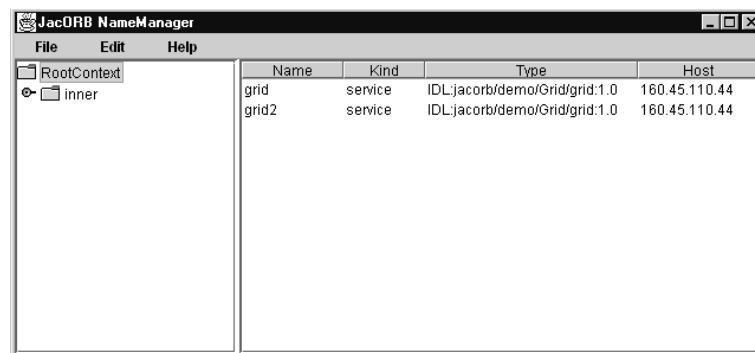 JacORB NameManager
File Edit Help
RootContext
inner
Name Kind Type Host
grid service IDL:jacorb/demo/Grid/grid:1.0 160.45.110.44
grid2 service IDL:jacorb/demo/Grid/grid:1.0 160.45.110.44